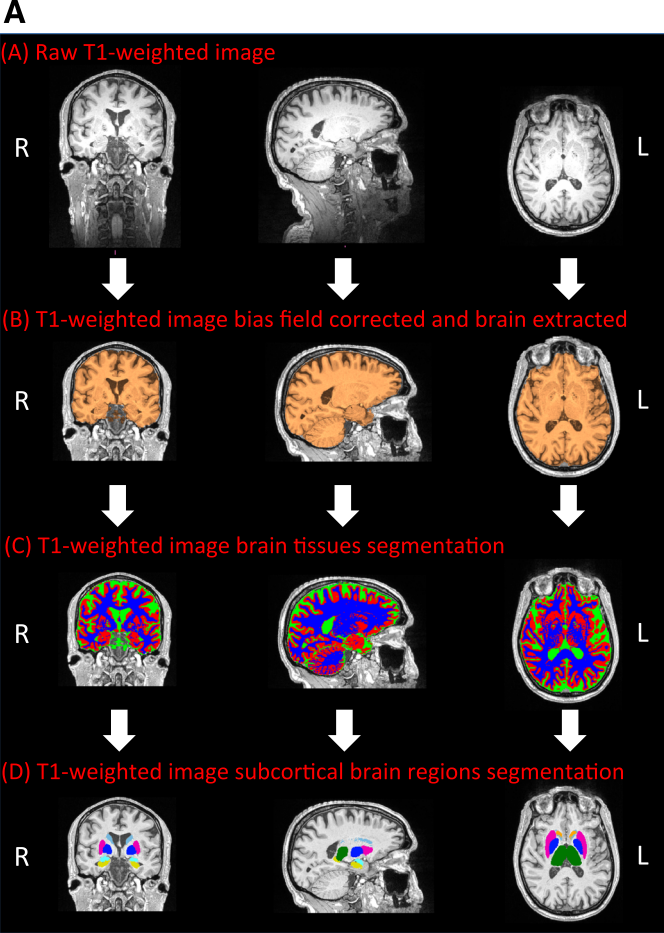 A
(A) Raw T1-weighted image
R
L
(B) T1-weighted image bias field corrected and brain extracted
R
L
(C) T1-weighted image brain tissues segmentation
R
L
(D) T1-weighted image subcortical brain regions segmentation
R
L